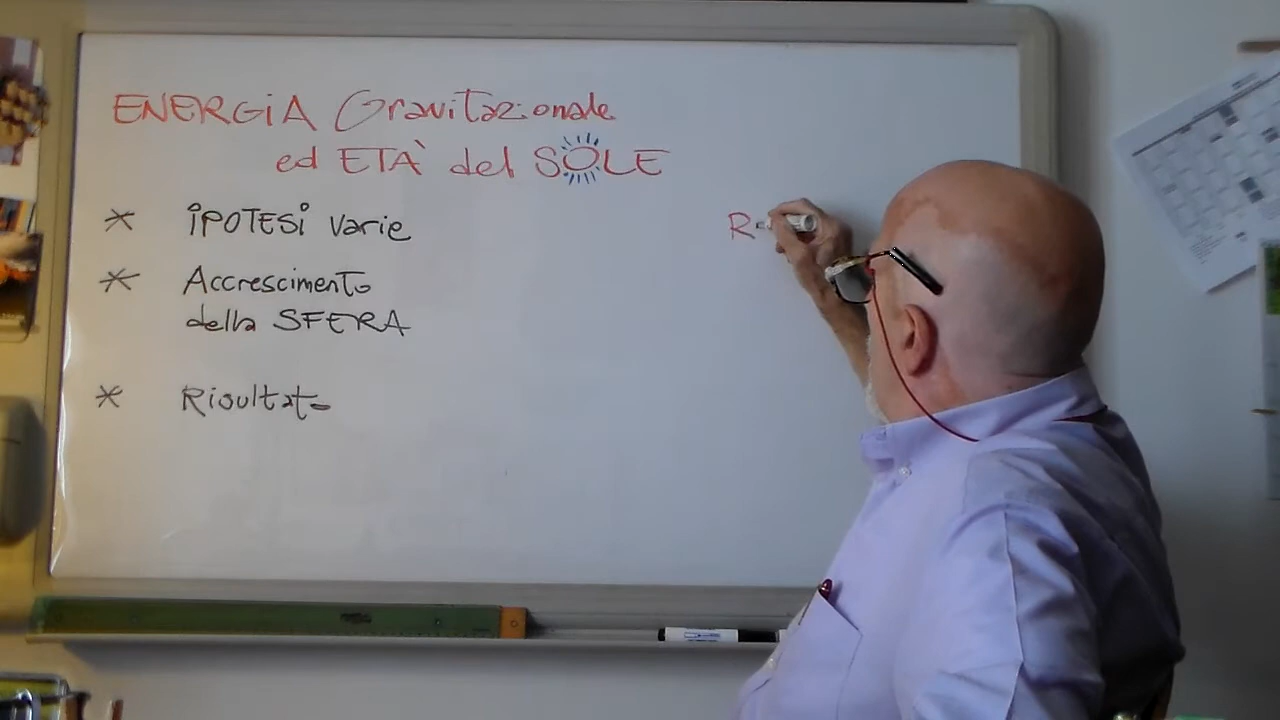 ENERGIA Gravitazionale
ed ETÀ del SOLE
* IPOTESI varie
* Accrescimento
della SFERA
* Risultato
R